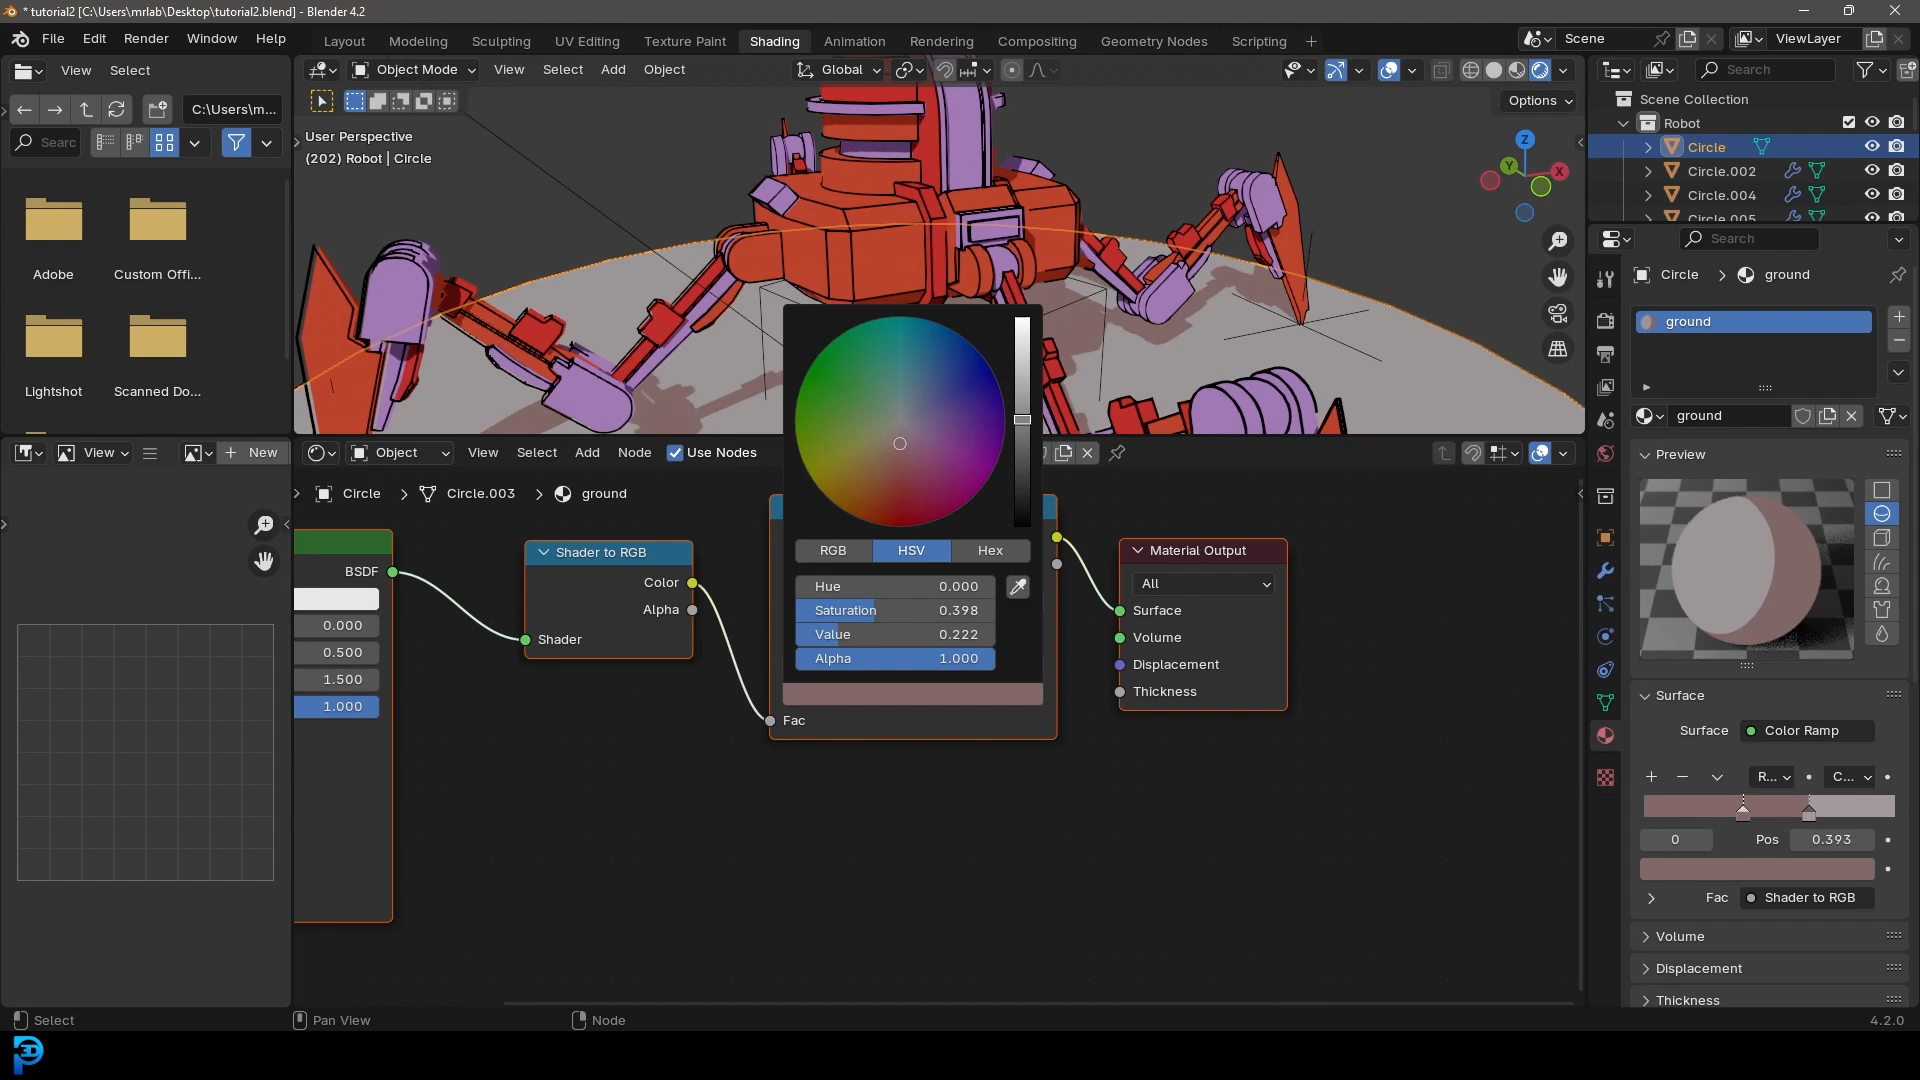 * tutorial2 [C:\Users\mrlab\Desktop\tutorial2.blend] - Blender 4.2
File Edit Render Window Help
Layout Modeling Sculpting UV Editing Texture Paint Shading Animation Rendering Compositing Geometry Nodes Scripting
Scene
ViewLayer
View Select
Object Mode View Select Add Object
Global
Search
C:\Users\m...
Options
Searc
User Perspective
(202) Robot | Circle
Z
Y
X
Scene Collection
Robot
Circle
Circle.002
Circle.004
Circle.005
Adobe
Custom Offi...
Lightshot
Scanned Do...
Search
Circle > ground
ground
ground
View
New
Object View Select Add Node Use Nodes
Circle > Circle.003 > ground
Preview
BSDF
0.000
0.500
1.500
1.000
Shader to RGB
Color
Alpha
Shader
RGB HSV Hex
Hue 0.000
Saturation 0.398
Value 0.222
Alpha 1.000
Fac
Material Output
All
Surface
Volume
Displacement
Thickness
Surface
Surface Color Ramp
R... C...
0 Pos 0.393
Fac Shader to RGB
Volume
Displacement
Thickness
Select
Pan View
Node
4.2.0